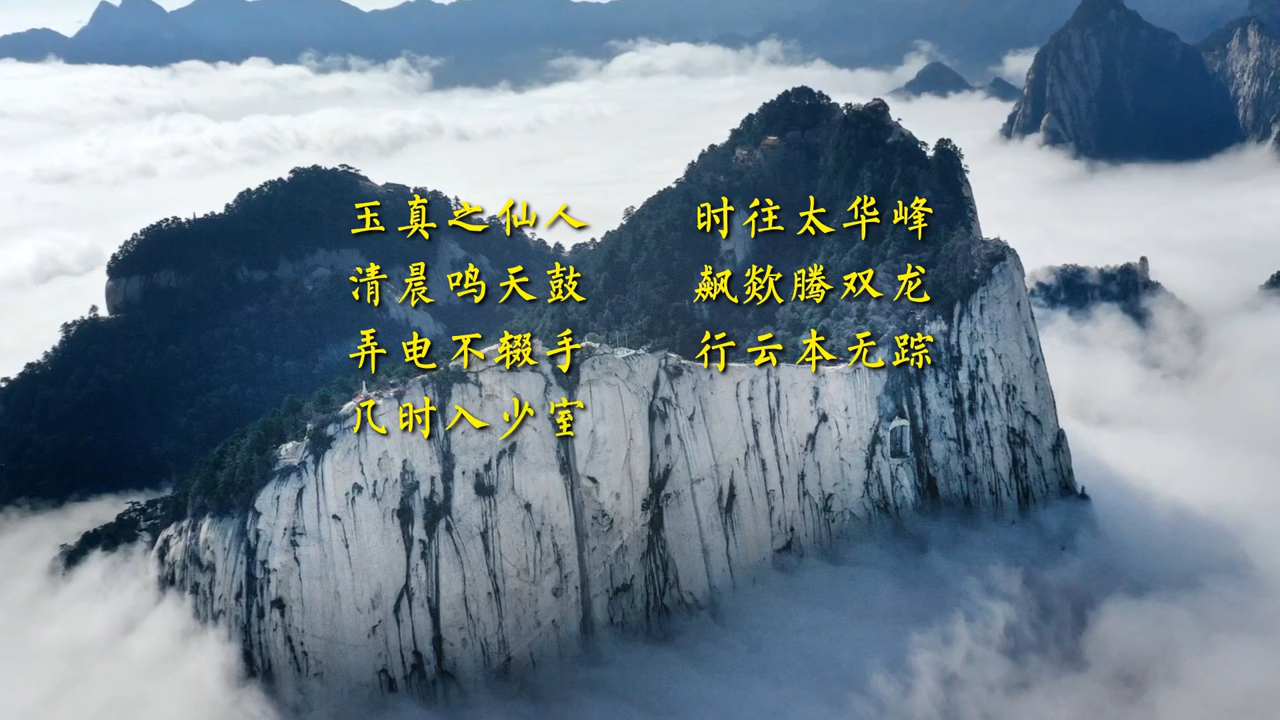 玉真之仙人 时往太华峰
清晨鸣天鼓 飙欻腾双龙
弄电不辍手 行云本无踪
几时入少室